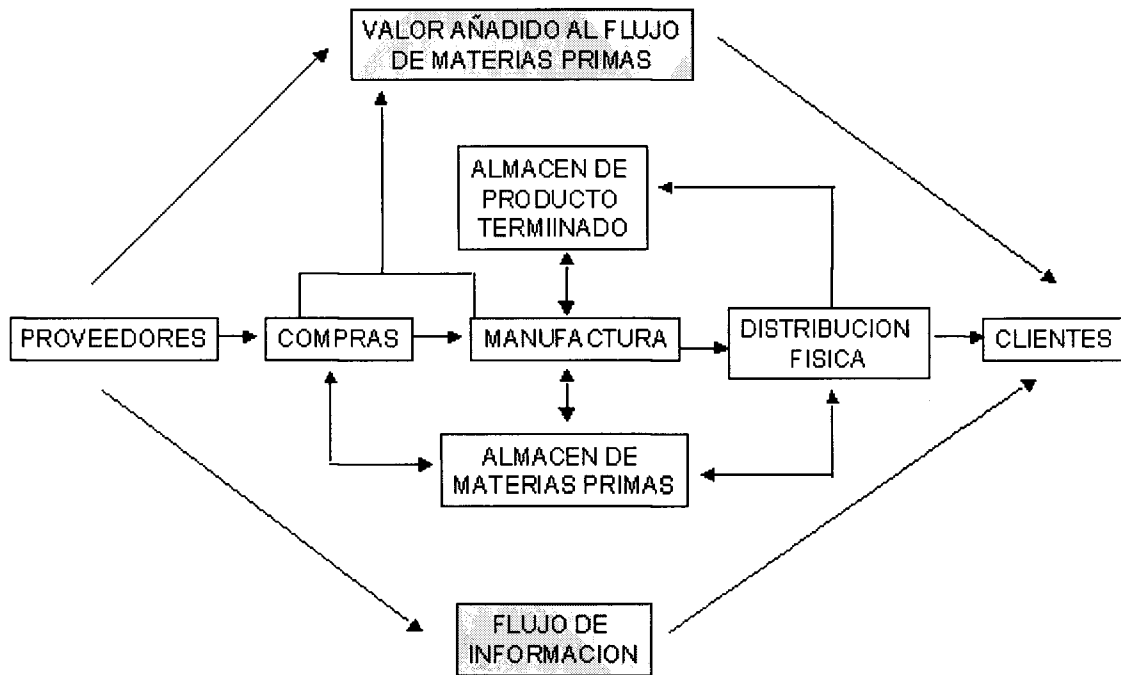 VALOR AÑADIDO AL FLUJO
DE MATERIAS PRIMAS
ALMACEN DE
PRODUCTO
TERMIINADO
PROVEEDORES
COMPRAS
MANUFACTURA
DISTRIBUCION
FISICA
CLIENTES
ALMACEN DE
MATERIAS PRIMAS
FLUJO DE
INFORMACION